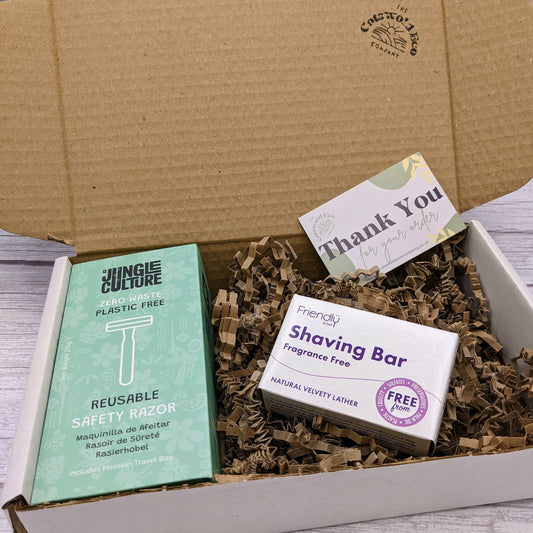 THE
Cotswold Eco
COMPANY
Thank You
for your order
JUNGLE
CULTURE
ZERO WASTE
PLASTIC FREE
REUSABLE
SAFETY RAZOR
Maquinilla de Afeitar
Rasoir de Sûreté
Rasierhobel
Includes Hessian Travel Bag
Friendly
SOAP
Shaving Bar
Fragrance Free
NATURAL VELVETY LATHER
FREE
from